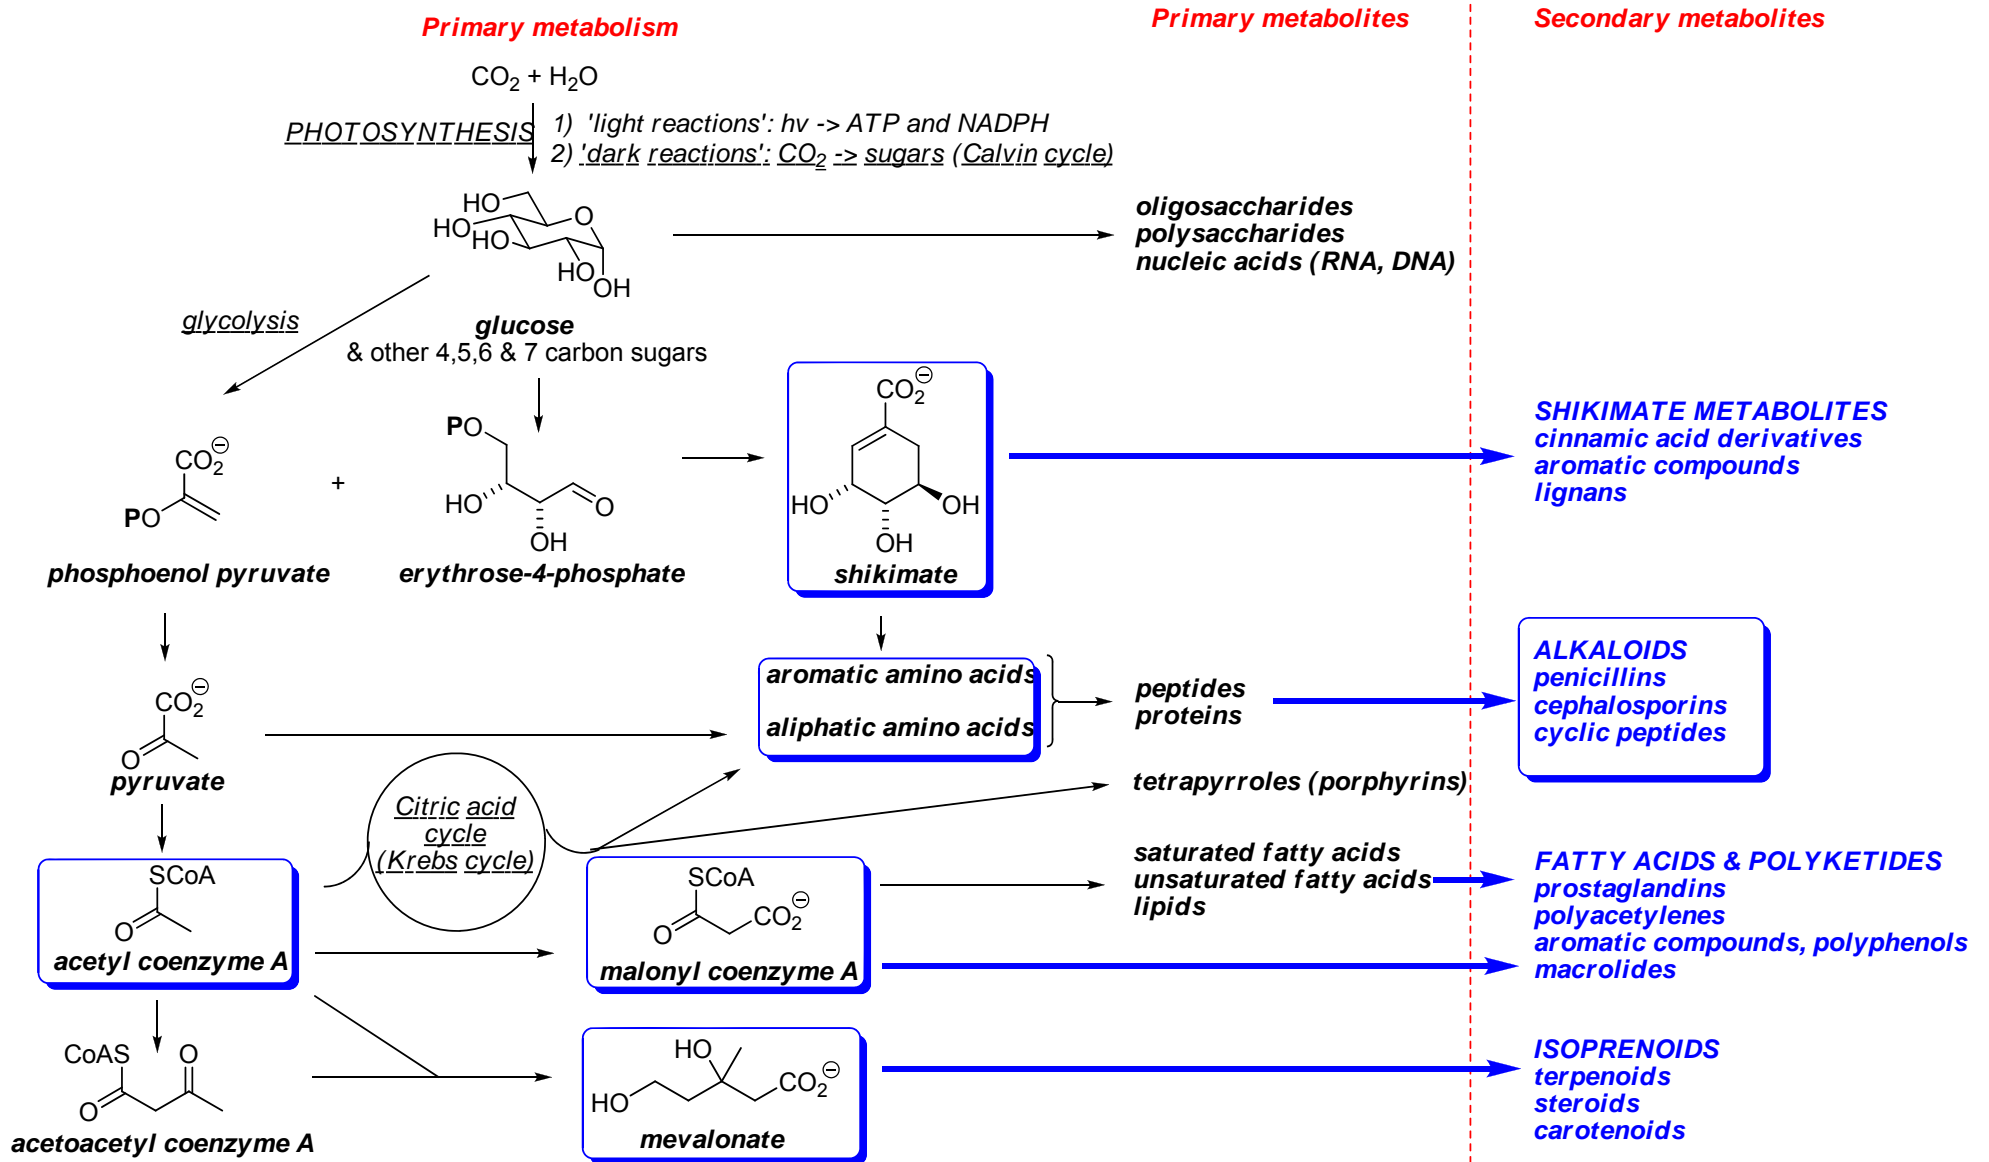 Primary metabolism
Primary metabolites
Secondary metabolites
CO2 + H2O
PHOTOSYNTHESIS
1) 'light reactions': hv -> ATP and NADPH
2) 'dark reactions': CO2 -> sugars (Calvin cycle)
HO
O
HO
HO
HO
OH
oligosaccharides
polysaccharides
nucleic acids (RNA, DNA)
glycolysis
glucose
& other 4,5,6 & 7 carbon sugars
CO2⊖
PO
phosphoenol pyruvate
+
PO
HO
O
OH
erythrose-4-phosphate
CO2⊖
HO
OH
OH
shikimate
SHIKIMATE METABOLITES
cinnamic acid derivatives
aromatic compounds
lignans
CO2⊖
O
pyruvate
aromatic amino acids
aliphatic amino acids
peptides
proteins
ALKALOIDS
penicillins
cephalosporins
cyclic peptides
Citric acid
cycle
(Krebs cycle)
tetrapyrroles (porphyrins)
SCoA
O
acetyl coenzyme A
SCoA
O
CO2⊖
malonyl coenzyme A
saturated fatty acids
unsaturated fatty acids
lipids
FATTY ACIDS & POLYKETIDES
prostaglandins
polyacetylenes
aromatic compounds, polyphenols
macrolides
CoAS
O
O
acetoacetyl coenzyme A
HO
HO
CO2⊖
mevalonate
ISOPRENOIDS
terpenoids
steroids
carotenoids